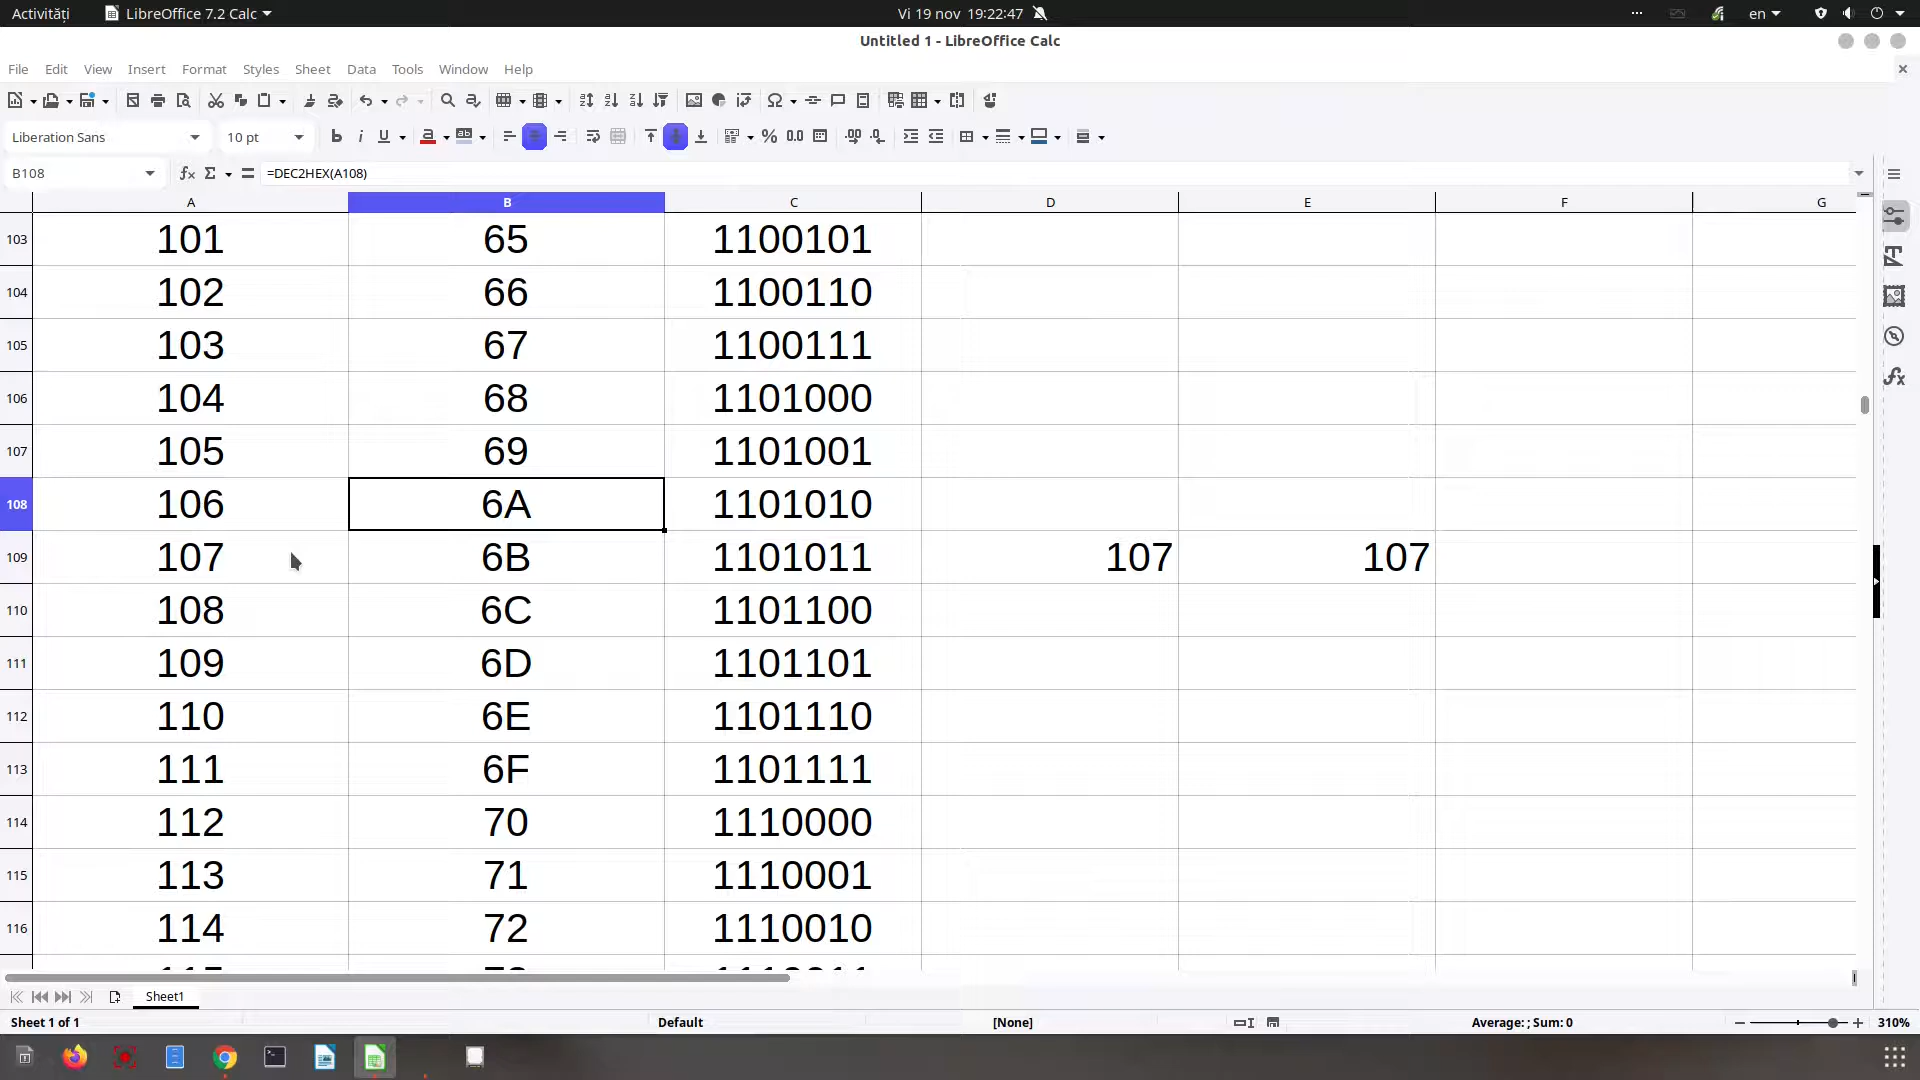 Activități LibreOffice 7.2 Calc Vi 19 nov 19:22:47 en
Untitled 1 - LibreOffice Calc
File Edit View Insert Format Styles Sheet Data Tools Window Help
Liberation Sans 10 pt
B108 =DEC2HEX(A108)
A B C D E F G
103 101 65 1100101
104 102 66 1100110
105 103 67 1100111
106 104 68 1101000
107 105 69 1101001
108 106 6A 1101010
109 107 6B 1101011 107 107
110 108 6C 1101100
111 109 6D 1101101
112 110 6E 1101110
113 111 6F 1101111
114 112 70 1110000
115 113 71 1110001
116 114 72 1110010
115 73 1110011
Sheet1
Sheet 1 of 1 Default [None] Average: ; Sum: 0 310%